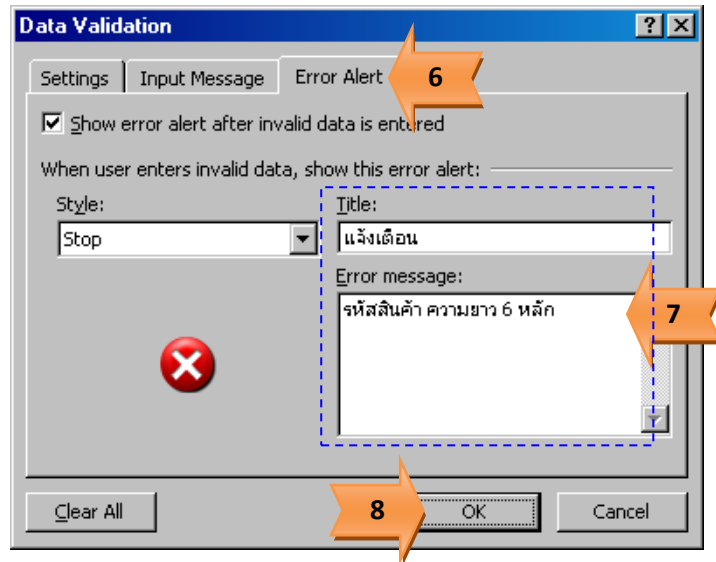 Data Validation
Settings Input Message Error Alert 6
Show error alert after invalid data is entered
When user enters invalid data, show this error alert:
Style: Title:
Stop แจ้งเตือน
Error message:
รหัสสินค้า ความยาว 6 หลัก
7
Clear All 8 OK Cancel